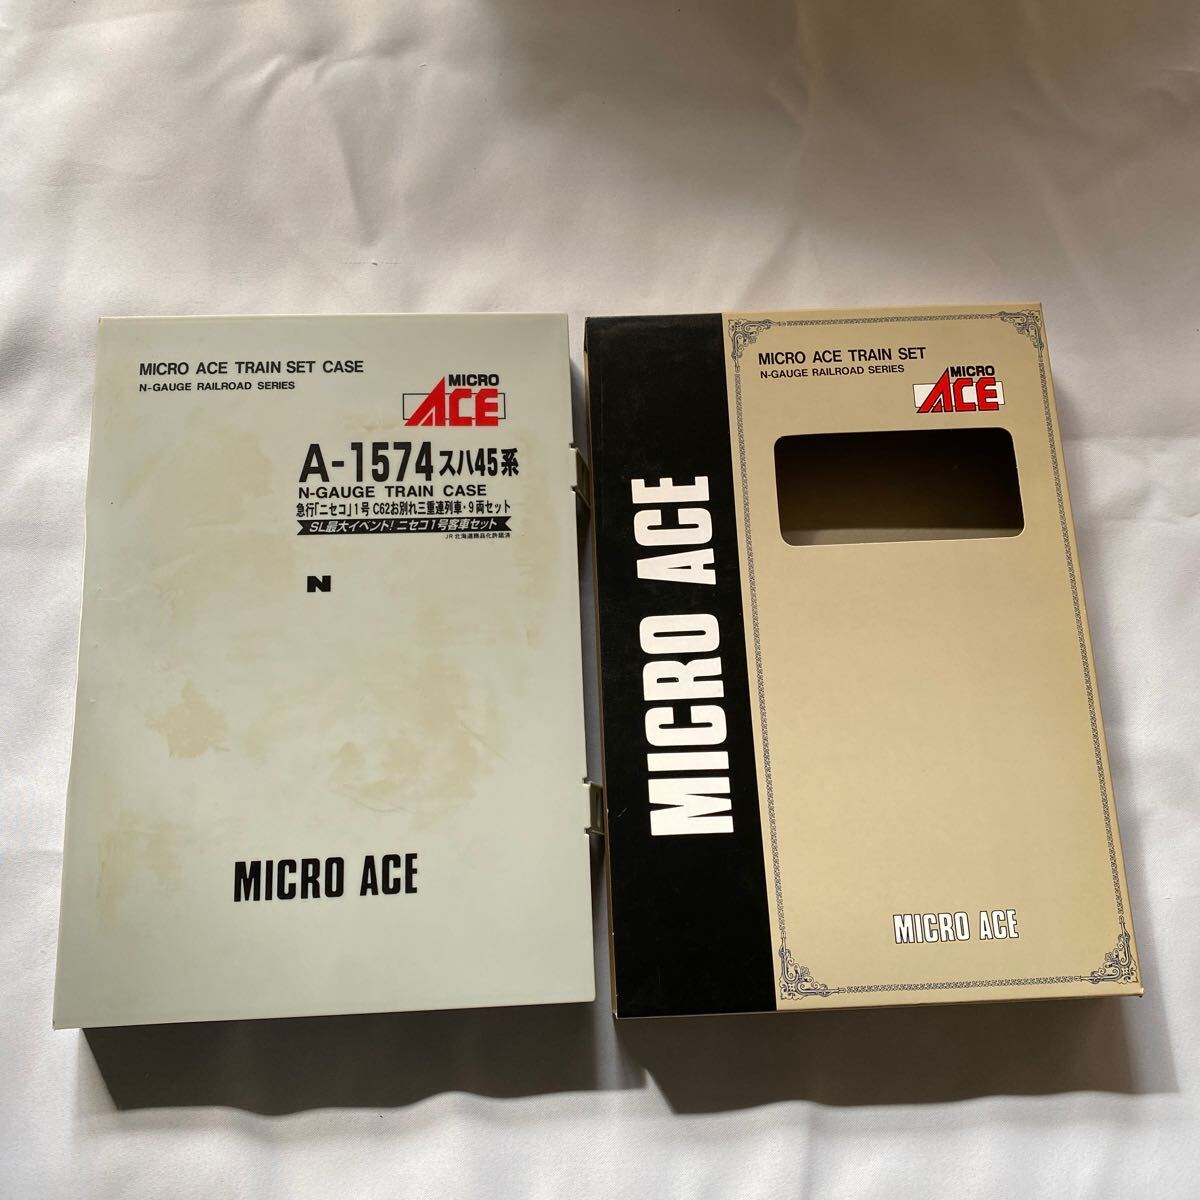 MICRO ACE TRAIN SET CASE
N-GAUGE RAILROAD SERIES
MICRO
ACE
A-1574 スハ45系
N-GAUGE TRAIN CASE
急行「ニセコ」1号 C62お別れ三重連列車・9両セット
SL最大イベント! ニセコ1号客車セット
JR北海道商品化許諾済
N
MICRO ACE
MICRO ACE
MICRO ACE TRAIN SET
N-GAUGE RAILROAD SERIES
MICRO
ACE
MICRO ACE